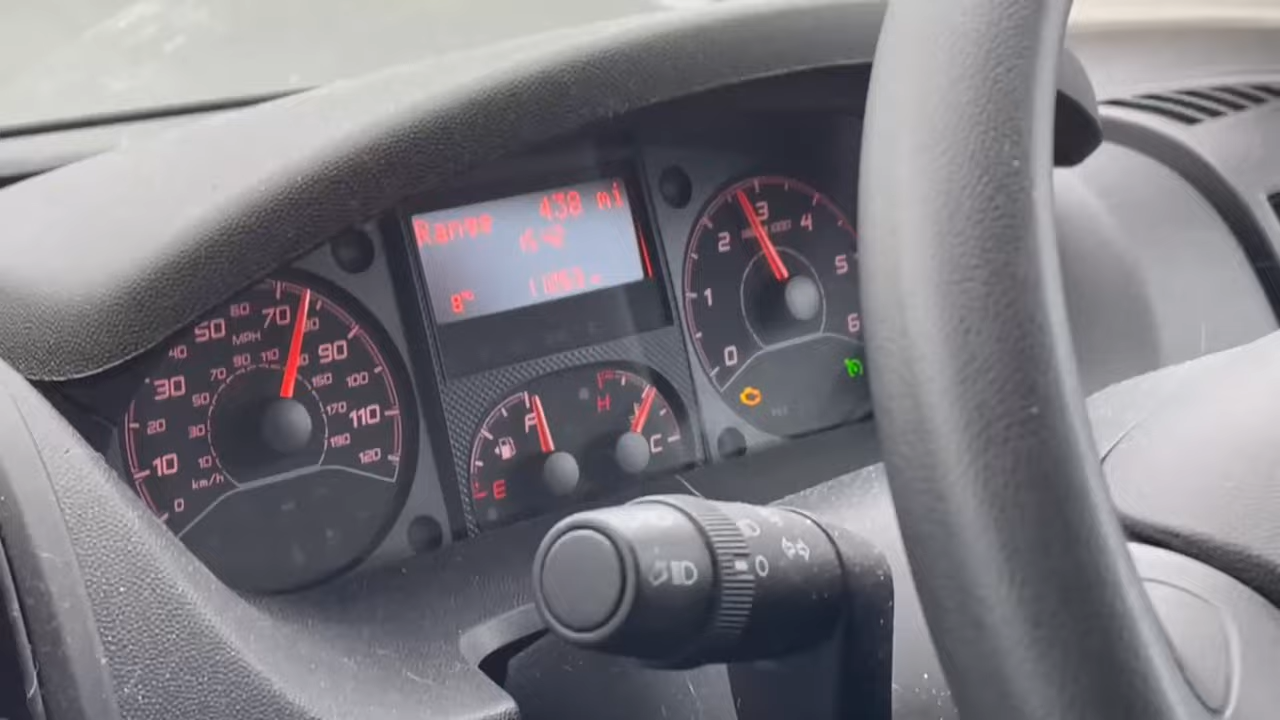 Range 438 mi
8°C
MPH
0 10 20 30 40 50 60 70 80 90 100 110 120
km/h
10 30 50 70 90 110 150 170 190
E F
H C
0 1 2 3 4 5 6
0